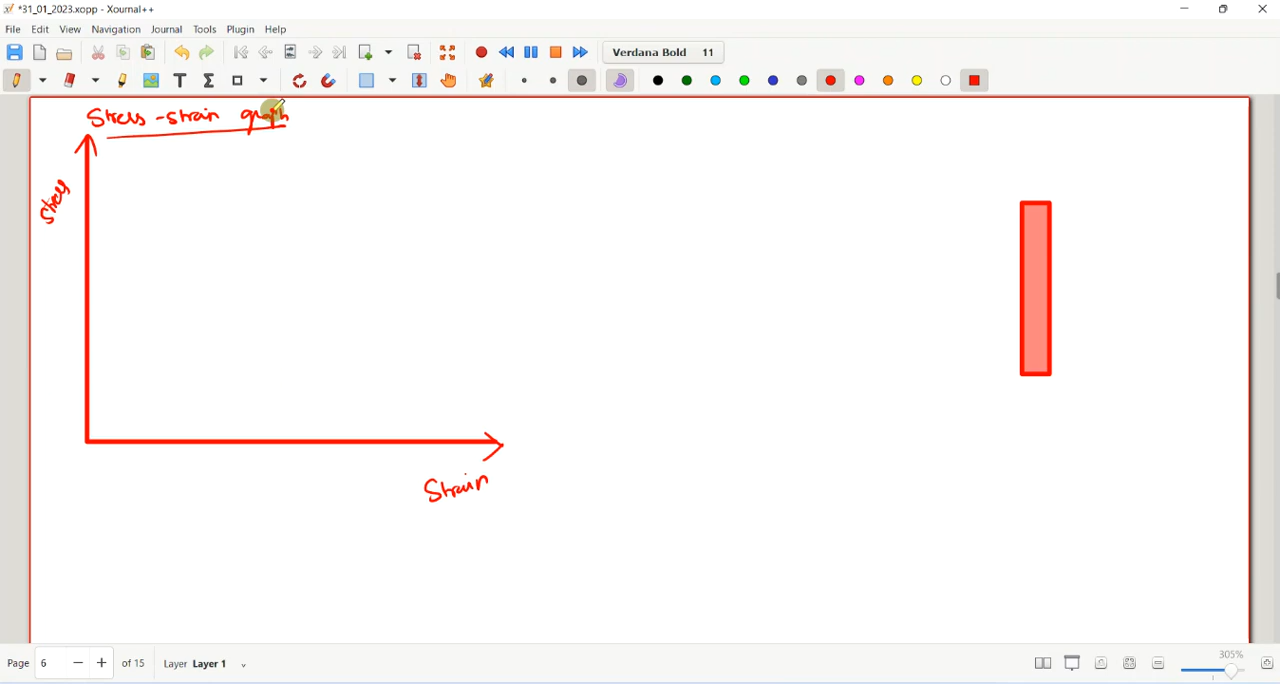 *31_01_2023.xopp - Xournal++
File Edit View Navigation Journal Tools Plugin Help
Verdana Bold 11
Stress-strain graph
Stress
Strain
Page 6 of 15 Layer Layer 1
305%